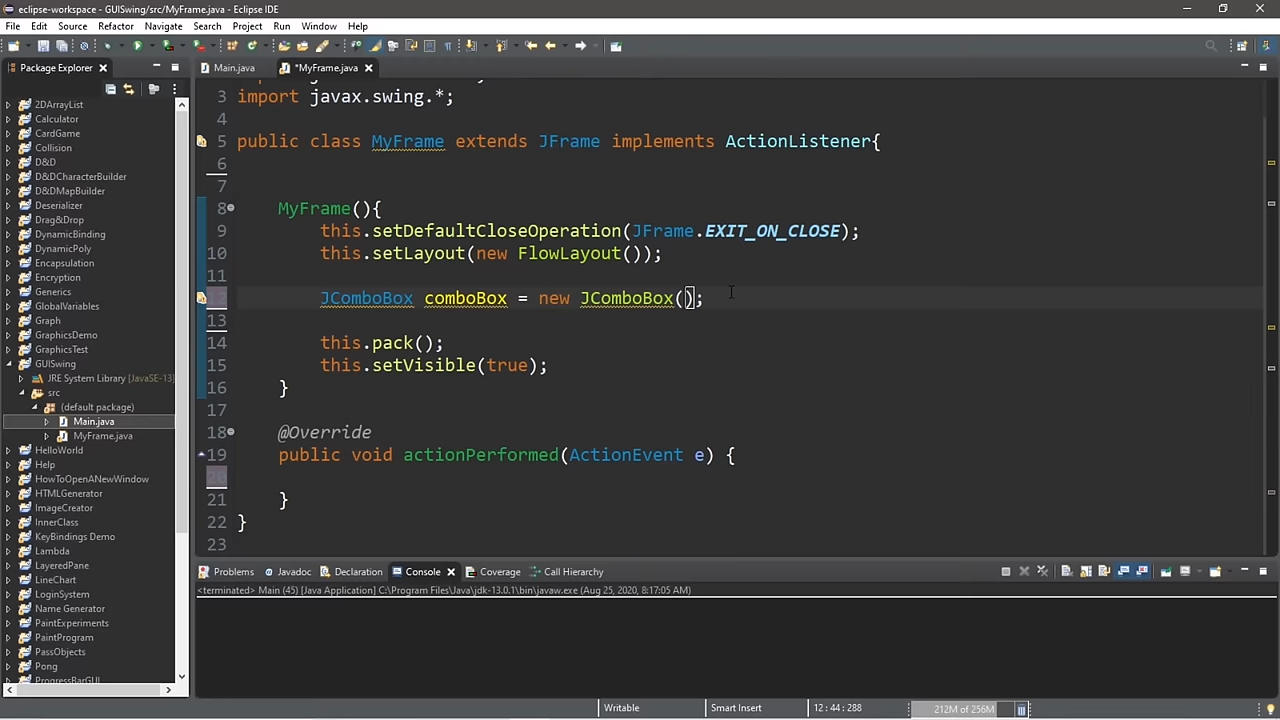 eclipse-workspace - GUISwing/src/MyFrame.java - Eclipse IDE
File Edit Source Refactor Navigate Search Project Run Window Help
Package Explorer
Main.java *MyFrame.java
2DArrayList
Calculator
CardGame
Collision
D&D
D&DCharacterBuilder
D&DMapBuilder
Deserializer
Drag&Drop
DynamicBinding
DynamicPoly
Encapsulation
Encryption
Generics
GlobalVariables
Graph
GraphicsDemo
GraphicsTest
GUISwing
JRE System Library [JavaSE-13]
src
(default package)
Main.java
MyFrame.java
HelloWorld
Help
HowToOpenANewWindow
HTMLGenerator
ImageCreator
InnerClass
KeyBindings Demo
Lambda
LayeredPane
LineChart
LoginSystem
Name Generator
PaintExperiments
PaintProgram
PassObjects
Pong
ProgressBarGUI
3 import javax.swing.*;
4
5 public class MyFrame extends JFrame implements ActionListener{
6
7
8 MyFrame(){
9 this.setDefaultCloseOperation(JFrame.EXIT_ON_CLOSE);
10 this.setLayout(new FlowLayout());
11
12 JComboBox comboBox = new JComboBox();
13
14 this.pack();
15 this.setVisible(true);
16 }
17
18 @Override
19 public void actionPerformed(ActionEvent e) {
20
21 }
22 }
23
Problems Javadoc Declaration Console Coverage Call Hierarchy
<terminated> Main (45) [Java Application] C:\Program Files\Java\jdk-13.0.1\bin\javaw.exe (Aug 25, 2020, 8:17:05 AM)
Writable Smart Insert 12 : 44 : 288 212M of 256M